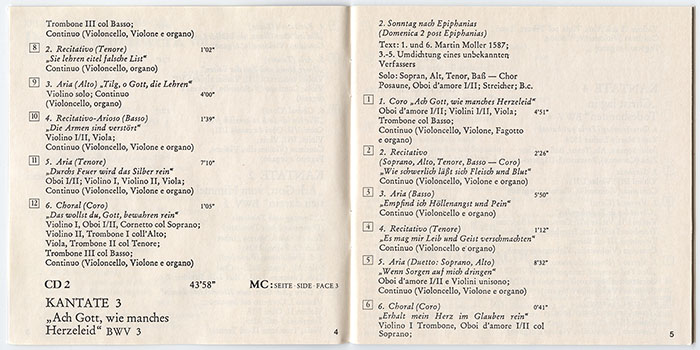 Trombone III col Basso;
Continuo (Violoncello, Violone e organo)
8 2. Recitativo (Tenore) 1'02"
„Sie lehren eitel falsche List“
Continuo (Violoncello, organo)
9 3. Aria (Alto) „Tilg, o Gott, die Lehren“
Violino solo; Continuo 4'00"
(Violoncello, organo)
10 4. Recitativo-Arioso (Basso) 1'39"
„Die Armen sind verstört“
Violino I/II, Viola;
Continuo (Violoncello, Violone e organo)
11 5. Aria (Tenore) 7'10"
„Durchs Feuer wird das Silber rein“
Oboi I/II; Violino I, Violino II, Viola;
Continuo (Violoncello, Violone e organo)
12 6. Choral (Coro) 1'05"
„Das wollst du, Gott, bewahren rein“
Violino I, Oboi I/II, Cornetto col Soprano;
Violino II, Trombone I coll'Alto;
Viola, Trombone II col Tenore;
Trombone III col Basso;
Continuo (Violoncello, Violone e organo)
CD 2 43'58" MC: SEITE · SIDE · FACE 3
KANTATE 3
„Ach Gott, wie manches
Herzeleid“ BWV 3
4
2. Sonntag nach Epiphanias
(Domenica 2 post Epiphanias)
Text: 1. und 6. Martin Moller 1587;
3.-5. Umdichtung eines unbekannten
Verfassers
Solo: Sopran, Alt, Tenor, Baß — Chor
Posaune, Oboi d'amore I/II; Streicher; B.c.
1 1. Coro „Ach Gott, wie manches Herzeleid“
Oboi d'amore I/II; Violini I/II, Viola; 4'51"
Trombone col Basso;
Continuo (Violoncello, Violone, Fagotto
e organo)
2 2. Recitativo 2'26"
(Soprano, Alto, Tenore, Basso — Coro)
„Wie schwerlich läßt sich Fleisch und Blut“
Continuo (Violoncello, Violone e organo)
3 3. Aria (Basso) 5'50"
„Empfind ich Höllenangst und Pein“
Continuo (Violoncello e organo)
4 4. Recitativo (Tenore) 1'12"
„Es mag mir Leib und Geist verschmachten“
Continuo (Violoncello e organo)
5 5. Aria (Duetto: Soprano, Alto) 8'32"
„Wenn Sorgen auf mich dringen“
Oboi d'amore I/II e Violini unisono;
Continuo (Violoncello, Violone e organo)
6 6. Choral (Coro) 0'41"
„Erhalt mein Herz im Glauben rein“
Violino I Trombone, Oboi d'amore I/II col
Soprano;
5